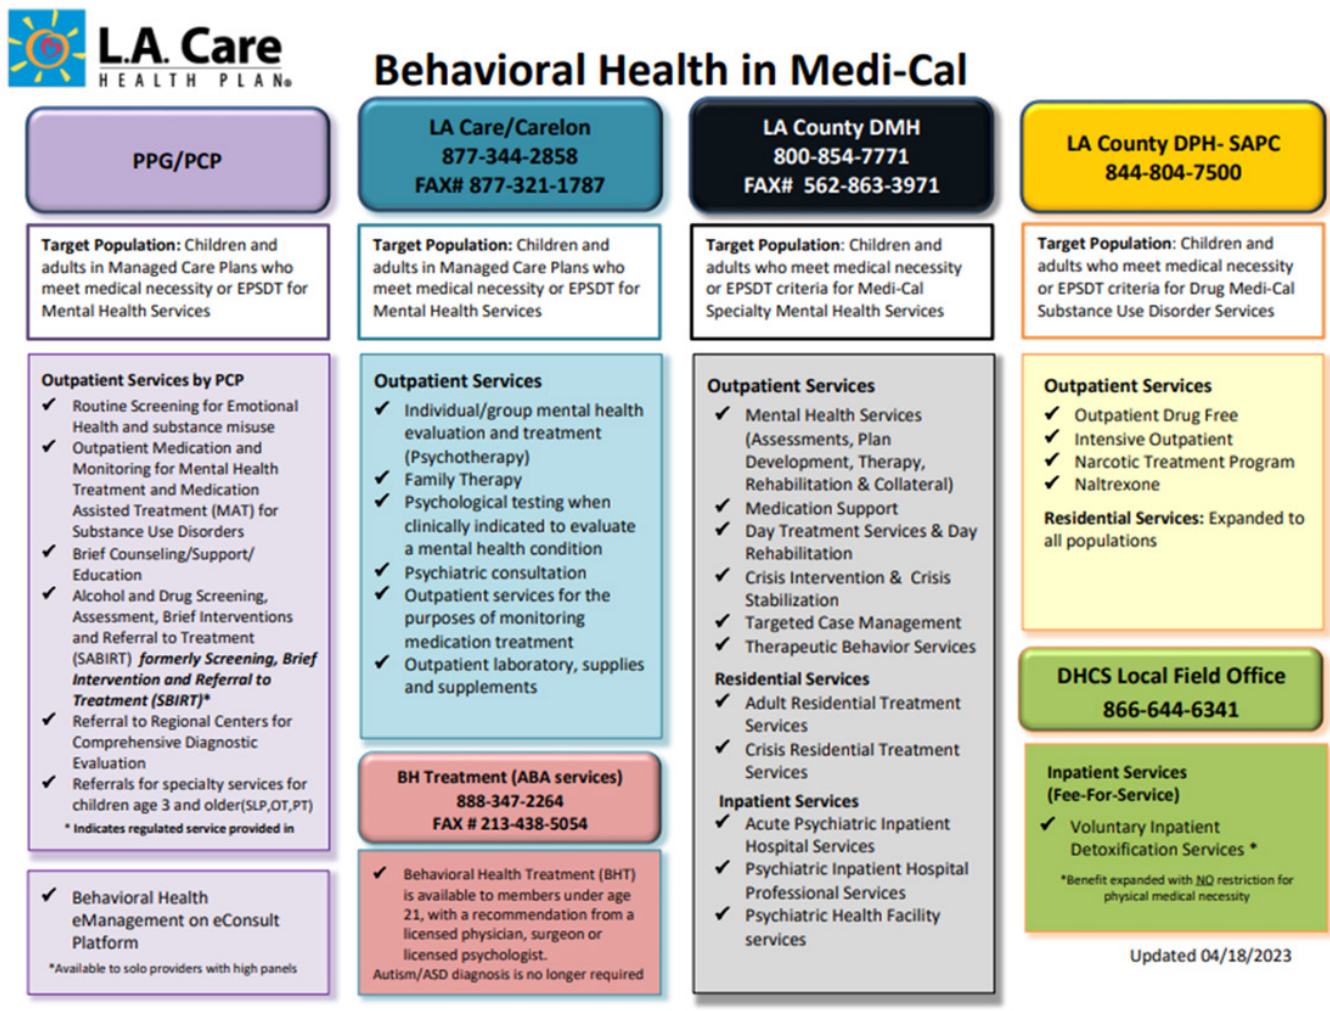 L.A. Care
HEALTH PLAN®
Behavioral Health in Medi-Cal
PPG/PCP
Target Population: Children and
adults in Managed Care Plans who
meet medical necessity or EPSDT for
Mental Health Services
Outpatient Services by PCP
✔ Routine Screening for Emotional
Health and substance misuse
✔ Outpatient Medication and
Monitoring for Mental Health
Treatment and Medication
Assisted Treatment (MAT) for
Substance Use Disorders
✔ Brief Counseling/Support/
Education
✔ Alcohol and Drug Screening,
Assessment, Brief Interventions
and Referral to Treatment
(SABIRT) formerly Screening, Brief
Intervention and Referral to
Treatment (SBIRT)*
✔ Referral to Regional Centers for
Comprehensive Diagnostic
Evaluation
✔ Referrals for specialty services for
children age 3 and older(SLP,OT,PT)
* Indicates regulated service provided in
✔ Behavioral Health
eManagement on eConsult
Platform
*Available to solo providers with high panels
LA Care/Carelon
877-344-2858
FAX# 877-321-1787
Target Population: Children and
adults in Managed Care Plans who
meet medical necessity or EPSDT for
Mental Health Services
Outpatient Services
✔ Individual/group mental health
evaluation and treatment
(Psychotherapy)
✔ Family Therapy
✔ Psychological testing when
clinically indicated to evaluate
a mental health condition
✔ Psychiatric consultation
✔ Outpatient services for the
purposes of monitoring
medication treatment
✔ Outpatient laboratory, supplies
and supplements
BH Treatment (ABA services)
888-347-2264
FAX # 213-438-5054
✔ Behavioral Health Treatment (BHT)
is available to members under age
21, with a recommendation from a
licensed physician, surgeon or
licensed psychologist.
Autism/ASD diagnosis is no longer required
LA County DMH
800-854-7771
FAX# 562-863-3971
Target Population: Children and
adults who meet medical necessity
or EPSDT criteria for Medi-Cal
Specialty Mental Health Services
Outpatient Services
✔ Mental Health Services
(Assessments, Plan
Development, Therapy,
Rehabilitation & Collateral)
✔ Medication Support
✔ Day Treatment Services & Day
Rehabilitation
✔ Crisis Intervention & Crisis
Stabilization
✔ Targeted Case Management
✔ Therapeutic Behavior Services
Residential Services
✔ Adult Residential Treatment
Services
✔ Crisis Residential Treatment
Services
Inpatient Services
✔ Acute Psychiatric Inpatient
Hospital Services
✔ Psychiatric Inpatient Hospital
Professional Services
✔ Psychiatric Health Facility
services
LA County DPH- SAPC
844-804-7500
Target Population: Children and
adults who meet medical necessity
or EPSDT criteria for Drug Medi-Cal
Substance Use Disorder Services
Outpatient Services
✔ Outpatient Drug Free
✔ Intensive Outpatient
✔ Narcotic Treatment Program
✔ Naltrexone
Residential Services: Expanded to
all populations
DHCS Local Field Office
866-644-6341
Inpatient Services
(Fee-For-Service)
✔ Voluntary Inpatient
Detoxification Services *
*Benefit expanded with NO restriction for
physical medical necessity
Updated 04/18/2023